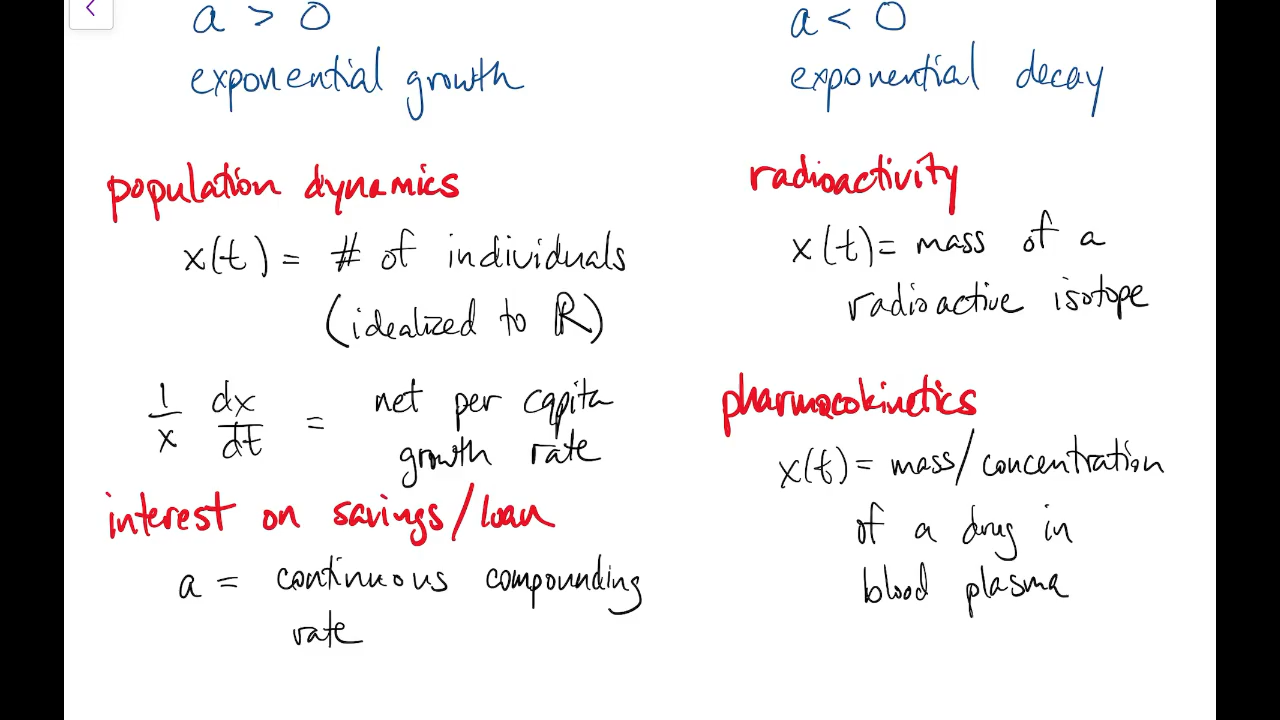 a > 0
exponential growth
population dynamics
x(t) = # of individuals
(idealized to ℝ)
1/x dx/dt = net per capita
growth rate
interest on savings/loan
a = continuous compounding
rate
a < 0
exponential decay
radioactivity
x(t) = mass of a
radioactive isotope
pharmacokinetics
x(t) = mass/concentration
of a drug in
blood plasma